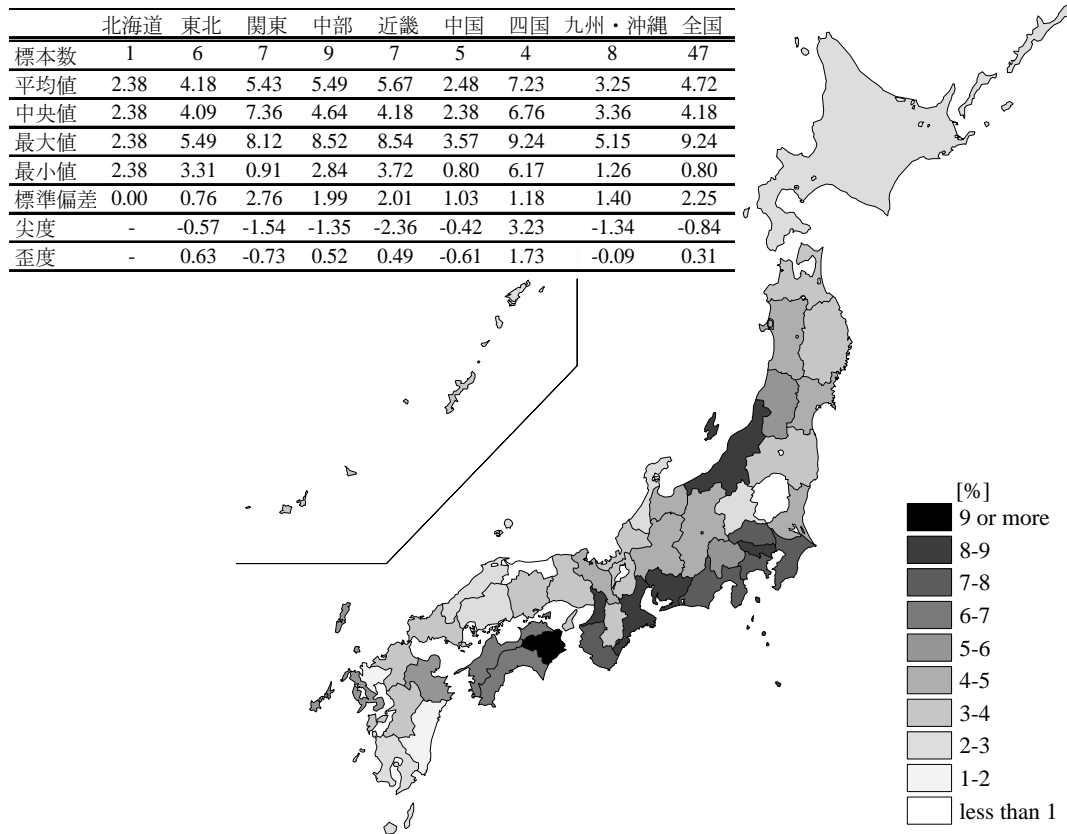 北海道 東北 関東 中部 近畿 中国 四国 九州・沖縄 全国
標本数 1 6 7 9 7 5 4 8 47
平均値 2.38 4.18 5.43 5.49 5.67 2.48 7.23 3.25 4.72
中央値 2.38 4.09 7.36 4.64 4.18 2.38 6.76 3.36 4.18
最大値 2.38 5.49 8.12 8.52 8.54 3.57 9.24 5.15 9.24
最小値 2.38 3.31 0.91 2.84 3.72 0.80 6.17 1.26 0.80
標準偏差 0.00 0.76 2.76 1.99 2.01 1.03 1.18 1.40 2.25
尖度 - -0.57 -1.54 -1.35 -2.36 -0.42 3.23 -1.34 -0.84
歪度 - 0.63 -0.73 0.52 0.49 -0.61 1.73 -0.09 0.31
[%]
9 or more
8-9
7-8
6-7
5-6
4-5
3-4
2-3
1-2
less than 1